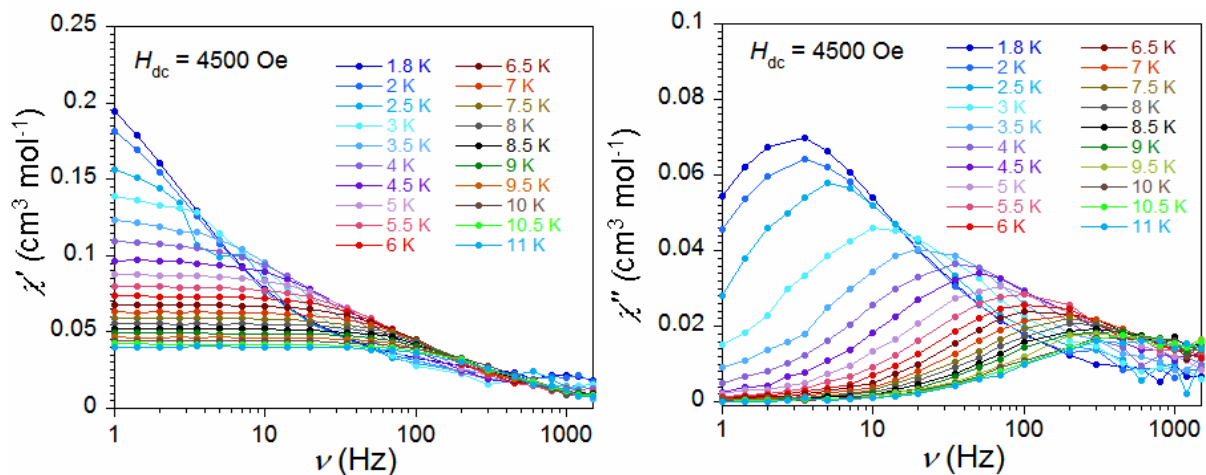 0.25
0.2
0.15
0.1
0.05
0
χ′ (cm³ mol⁻¹)
H_dc = 4500 Oe
1.8 K 6.5 K
2 K 7 K
2.5 K 7.5 K
3 K 8 K
3.5 K 8.5 K
4 K 9 K
4.5 K 9.5 K
5 K 10 K
5.5 K 10.5 K
6 K 11 K
1 10 100 1000
ν (Hz)
0.1
0.08
0.06
0.04
0.02
0
χ″ (cm³ mol⁻¹)
H_dc = 4500 Oe
1.8 K 6.5 K
2 K 7 K
2.5 K 7.5 K
3 K 8 K
3.5 K 8.5 K
4 K 9 K
4.5 K 9.5 K
5 K 10 K
5.5 K 10.5 K
6 K 11 K
1 10 100 1000
ν (Hz)